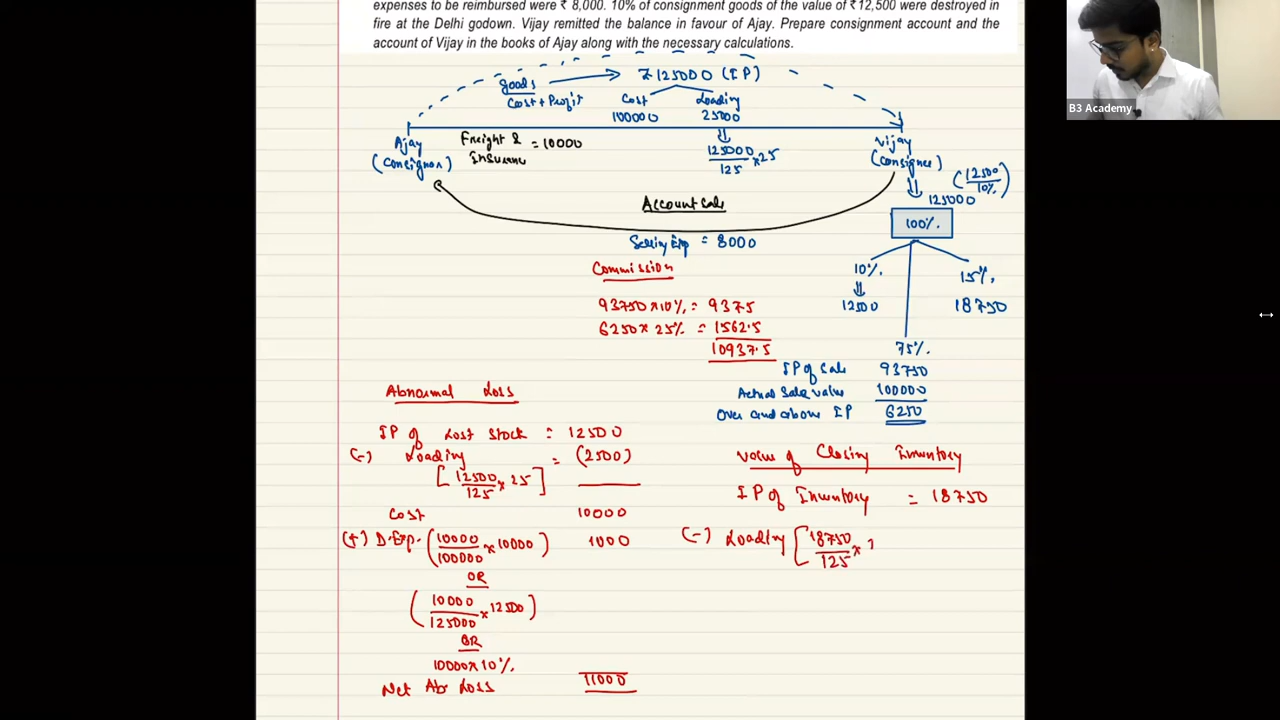 expenses to be reimbursed were ₹ 8,000. 10% of consignment goods of the value of ₹ 12,500 were destroyed in
fire at the Delhi godown. Vijay remitted the balance in favour of Ajay. Prepare consignment account and the
account of Vijay in the books of Ajay along with the necessary calculations.
B3 Academy
goods → ₹ 125000 (IP)
Cost + Profit
Cost Loading
100000 25000
Ajay
(Consignor)
Freight & Insurance = 10000
125000/125 × 25
Vijay
(Consignee)
(12500/10%)
125000
100%.
Account Sale
Selling Exp = 8000
10%. 15%.
12500 18750
75%.
Commission
93750 × 10% = 9375
6250 × 25% = 1562.5
10937.5
IP of Sale 93750
Actual Sale value 100000
Over and above IP 6250
Abnormal Loss
IP of Lost Stock = 12500
(-) Loading = (2500)
[12500/125 × 25]
Cost 10000
(+) D.Exp. (10000/100000 × 10000) 1000
OR
(10000/125000 × 12500)
OR
10000 × 10%.
Net Ab Loss 11000
Value of Closing Inventory
IP of Inventory = 18750
(-) Loading [18750/125 ×